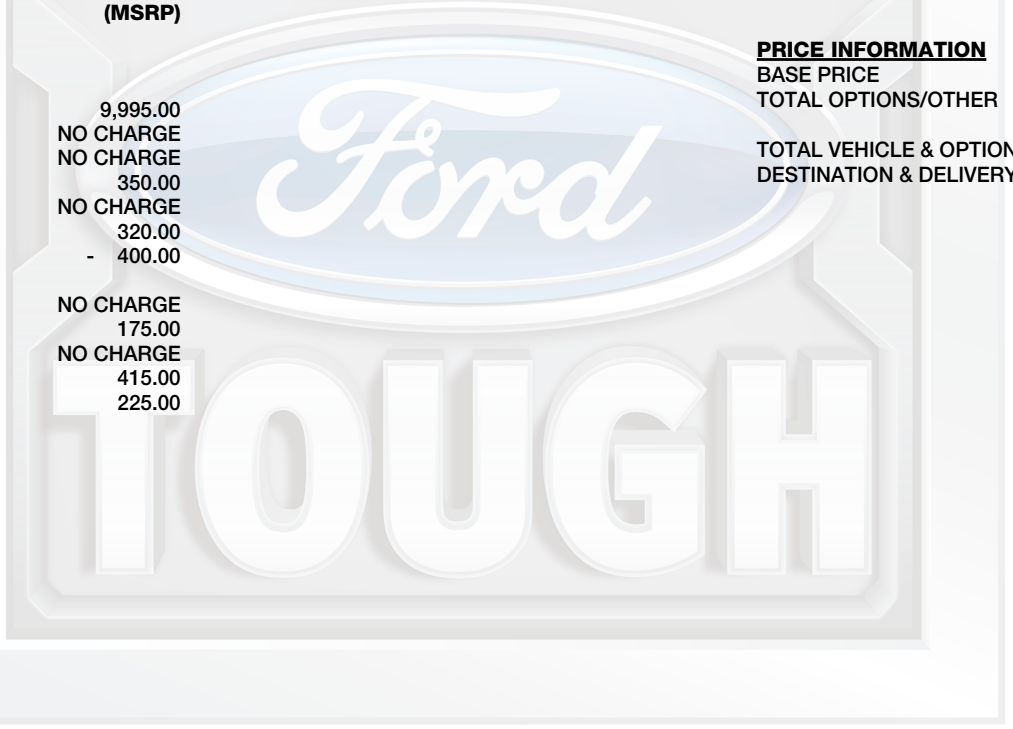 (MSRP)
9,995.00
NO CHARGE
NO CHARGE
350.00
NO CHARGE
320.00
- 400.00
NO CHARGE
175.00
NO CHARGE
415.00
225.00
PRICE INFORMATION
BASE PRICE
TOTAL OPTIONS/OTHER
TOTAL VEHICLE & OPTION
DESTINATION & DELIVERY
Ford
TOUGH